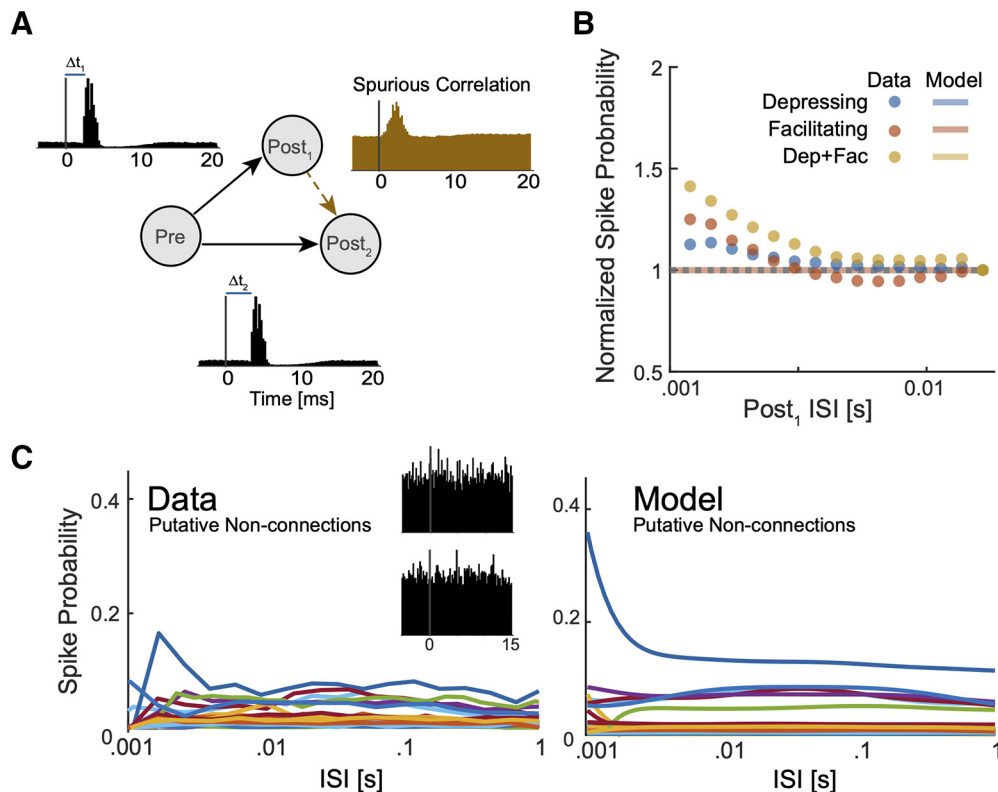 A
Δt1
0 10 20
Spurious Correlation
0 10 20
Post1
Pre
Post2
Δt2
0 10 20
Time [ms]
B
Normalized Spike Probnability
2
1.5
1
0.5
Data Model
Depressing
Facilitating
Dep+Fac
.001 0.01
Post1 ISI [s]
C
Spike Probability
0.4
0.2
0
Data
Putative Non-connections
0 15
.001 .01 .1 1
ISI [s]
0.4
0.2
0
Model
Putative Non-connections
.001 .01 .1 1
ISI [s]